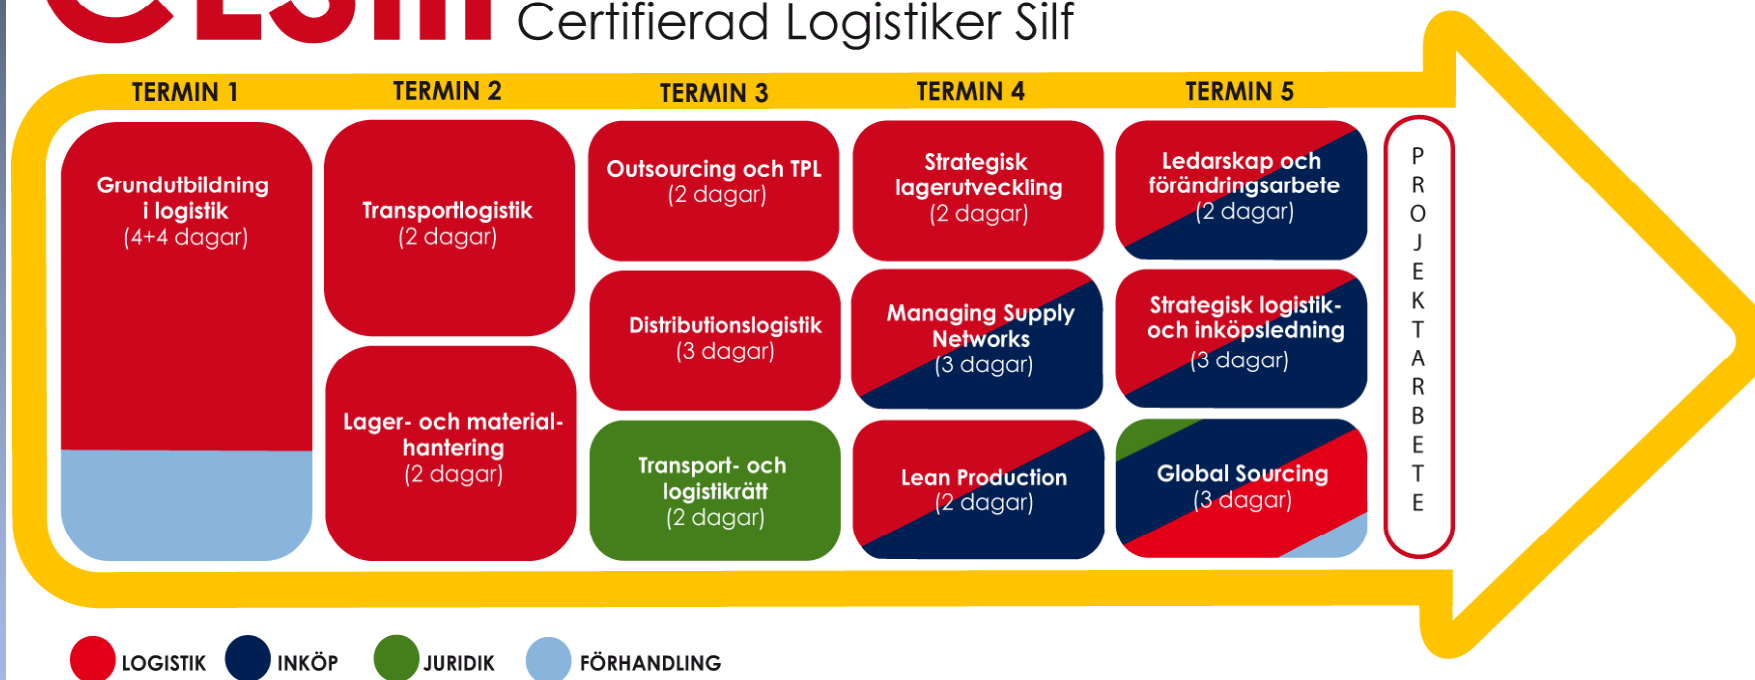 Certifierad Logistiker Silf
TERMIN 1
TERMIN 2
TERMIN 3
TERMIN 4
TERMIN 5
Grundutbildning
i logistik
(4+4 dagar)
Transportlogistik
(2 dagar)
Lager- och material-
hantering
(2 dagar)
Outsourcing och TPL
(2 dagar)
Distributionslogistik
(3 dagar)
Transport- och
logistikrätt
(2 dagar)
Strategisk
lagerutveckling
(2 dagar)
Managing Supply
Networks
(3 dagar)
Lean Production
(2 dagar)
Ledarskap och
förändringsarbete
(2 dagar)
Strategisk logistik-
och inköpsledning
(3 dagar)
Global Sourcing
(3 dagar)
PROJEKTARBETE
LOGISTIK
INKÖP
JURIDIK
FÖRHANDLING